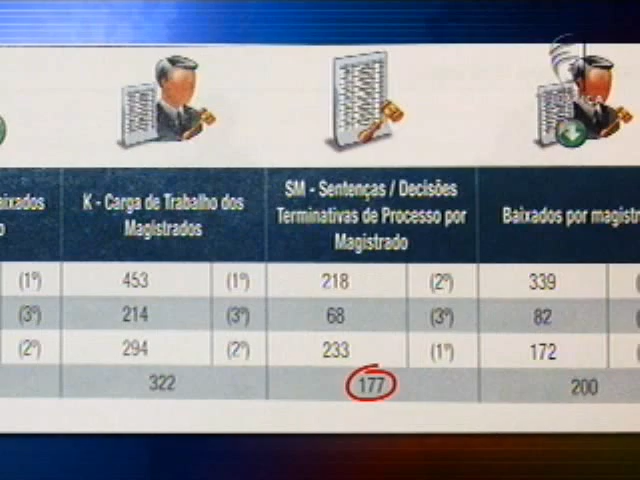 aixados
o
K - Carga de Trabalho dos
Magistrados
SM - Sentenças / Decisões
Terminativas de Processo por
Magistrado
Baixados por magistr
(1º) 453 (1º) 218 (2º) 339
(3º) 214 (3º) 68 (3º) 82
(2º) 294 (2º) 233 (1º) 172
322 177 200